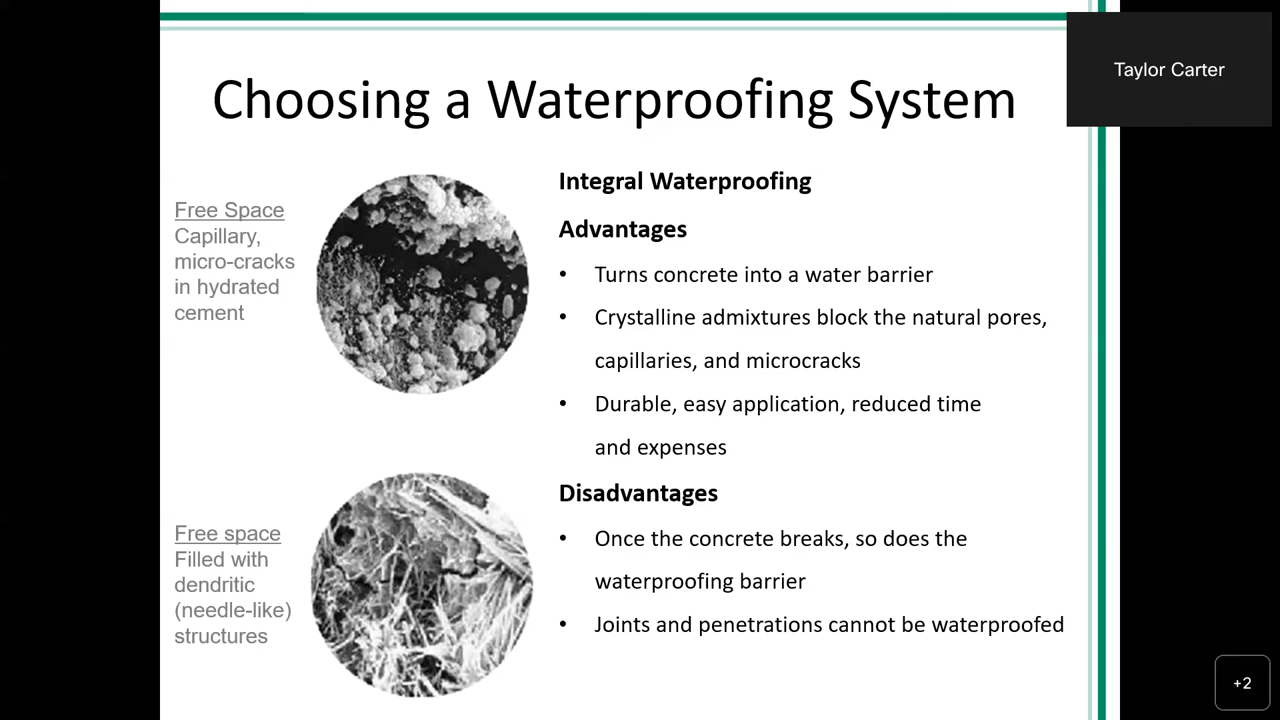 Taylor Carter
Choosing a Waterproofing System
Free Space
Capillary,
micro-cracks
in hydrated
cement
Free space
Filled with
dendritic
(needle-like)
structures
Integral Waterproofing
Advantages
• Turns concrete into a water barrier
• Crystalline admixtures block the natural pores,
capillaries, and microcracks
• Durable, easy application, reduced time
and expenses
Disadvantages
• Once the concrete breaks, so does the
waterproofing barrier
• Joints and penetrations cannot be waterproofed
+2